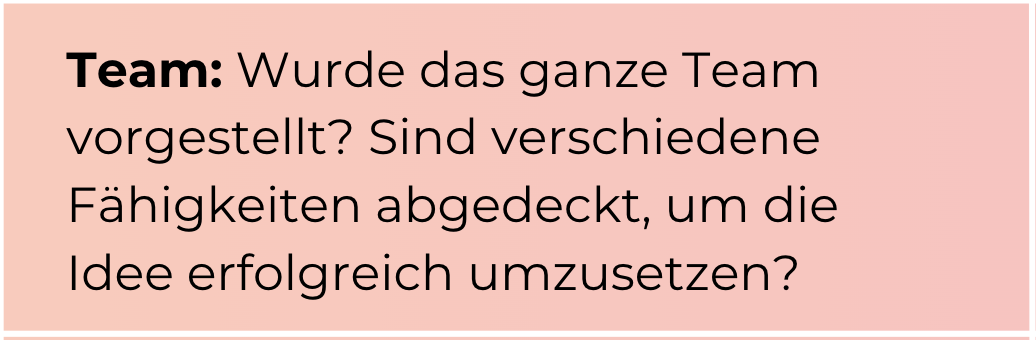 Team: Wurde das ganze Team
vorgestellt? Sind verschiedene
Fähigkeiten abgedeckt, um die
Idee erfolgreich umzusetzen?